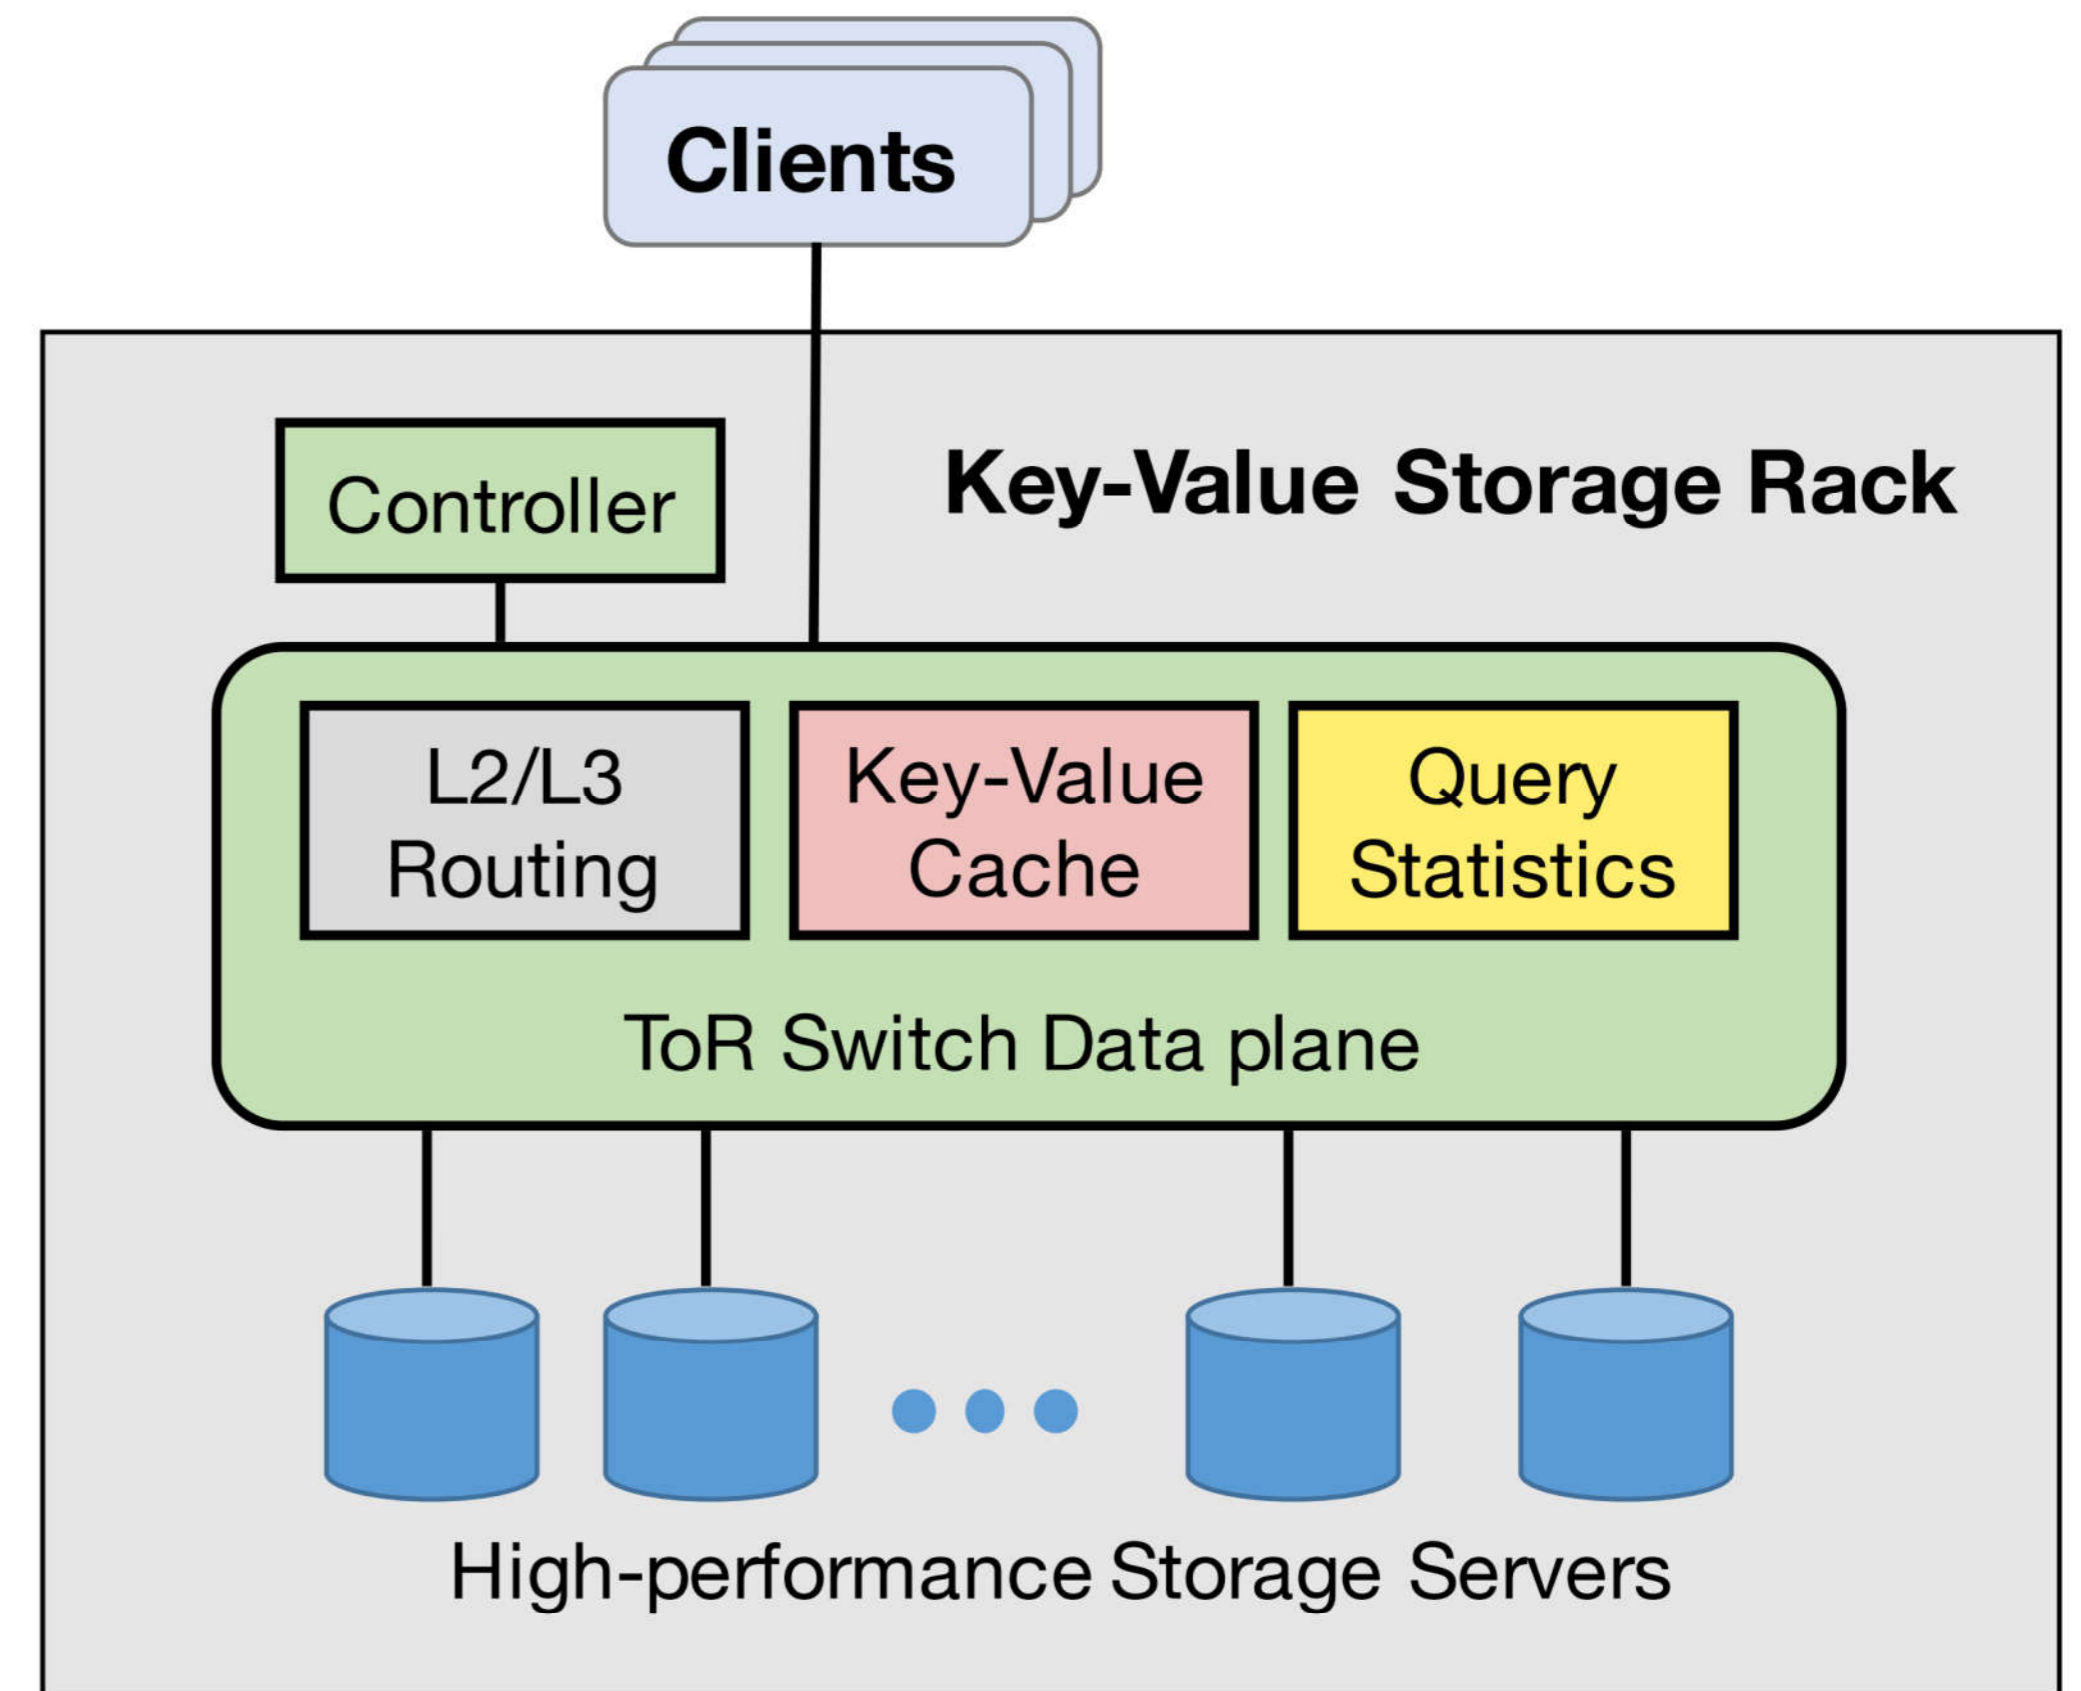 Clients
Controller
Key-Value Storage Rack
L2/L3
Routing
Key-Value
Cache
Query
Statistics
ToR Switch Data plane
High-performance Storage Servers